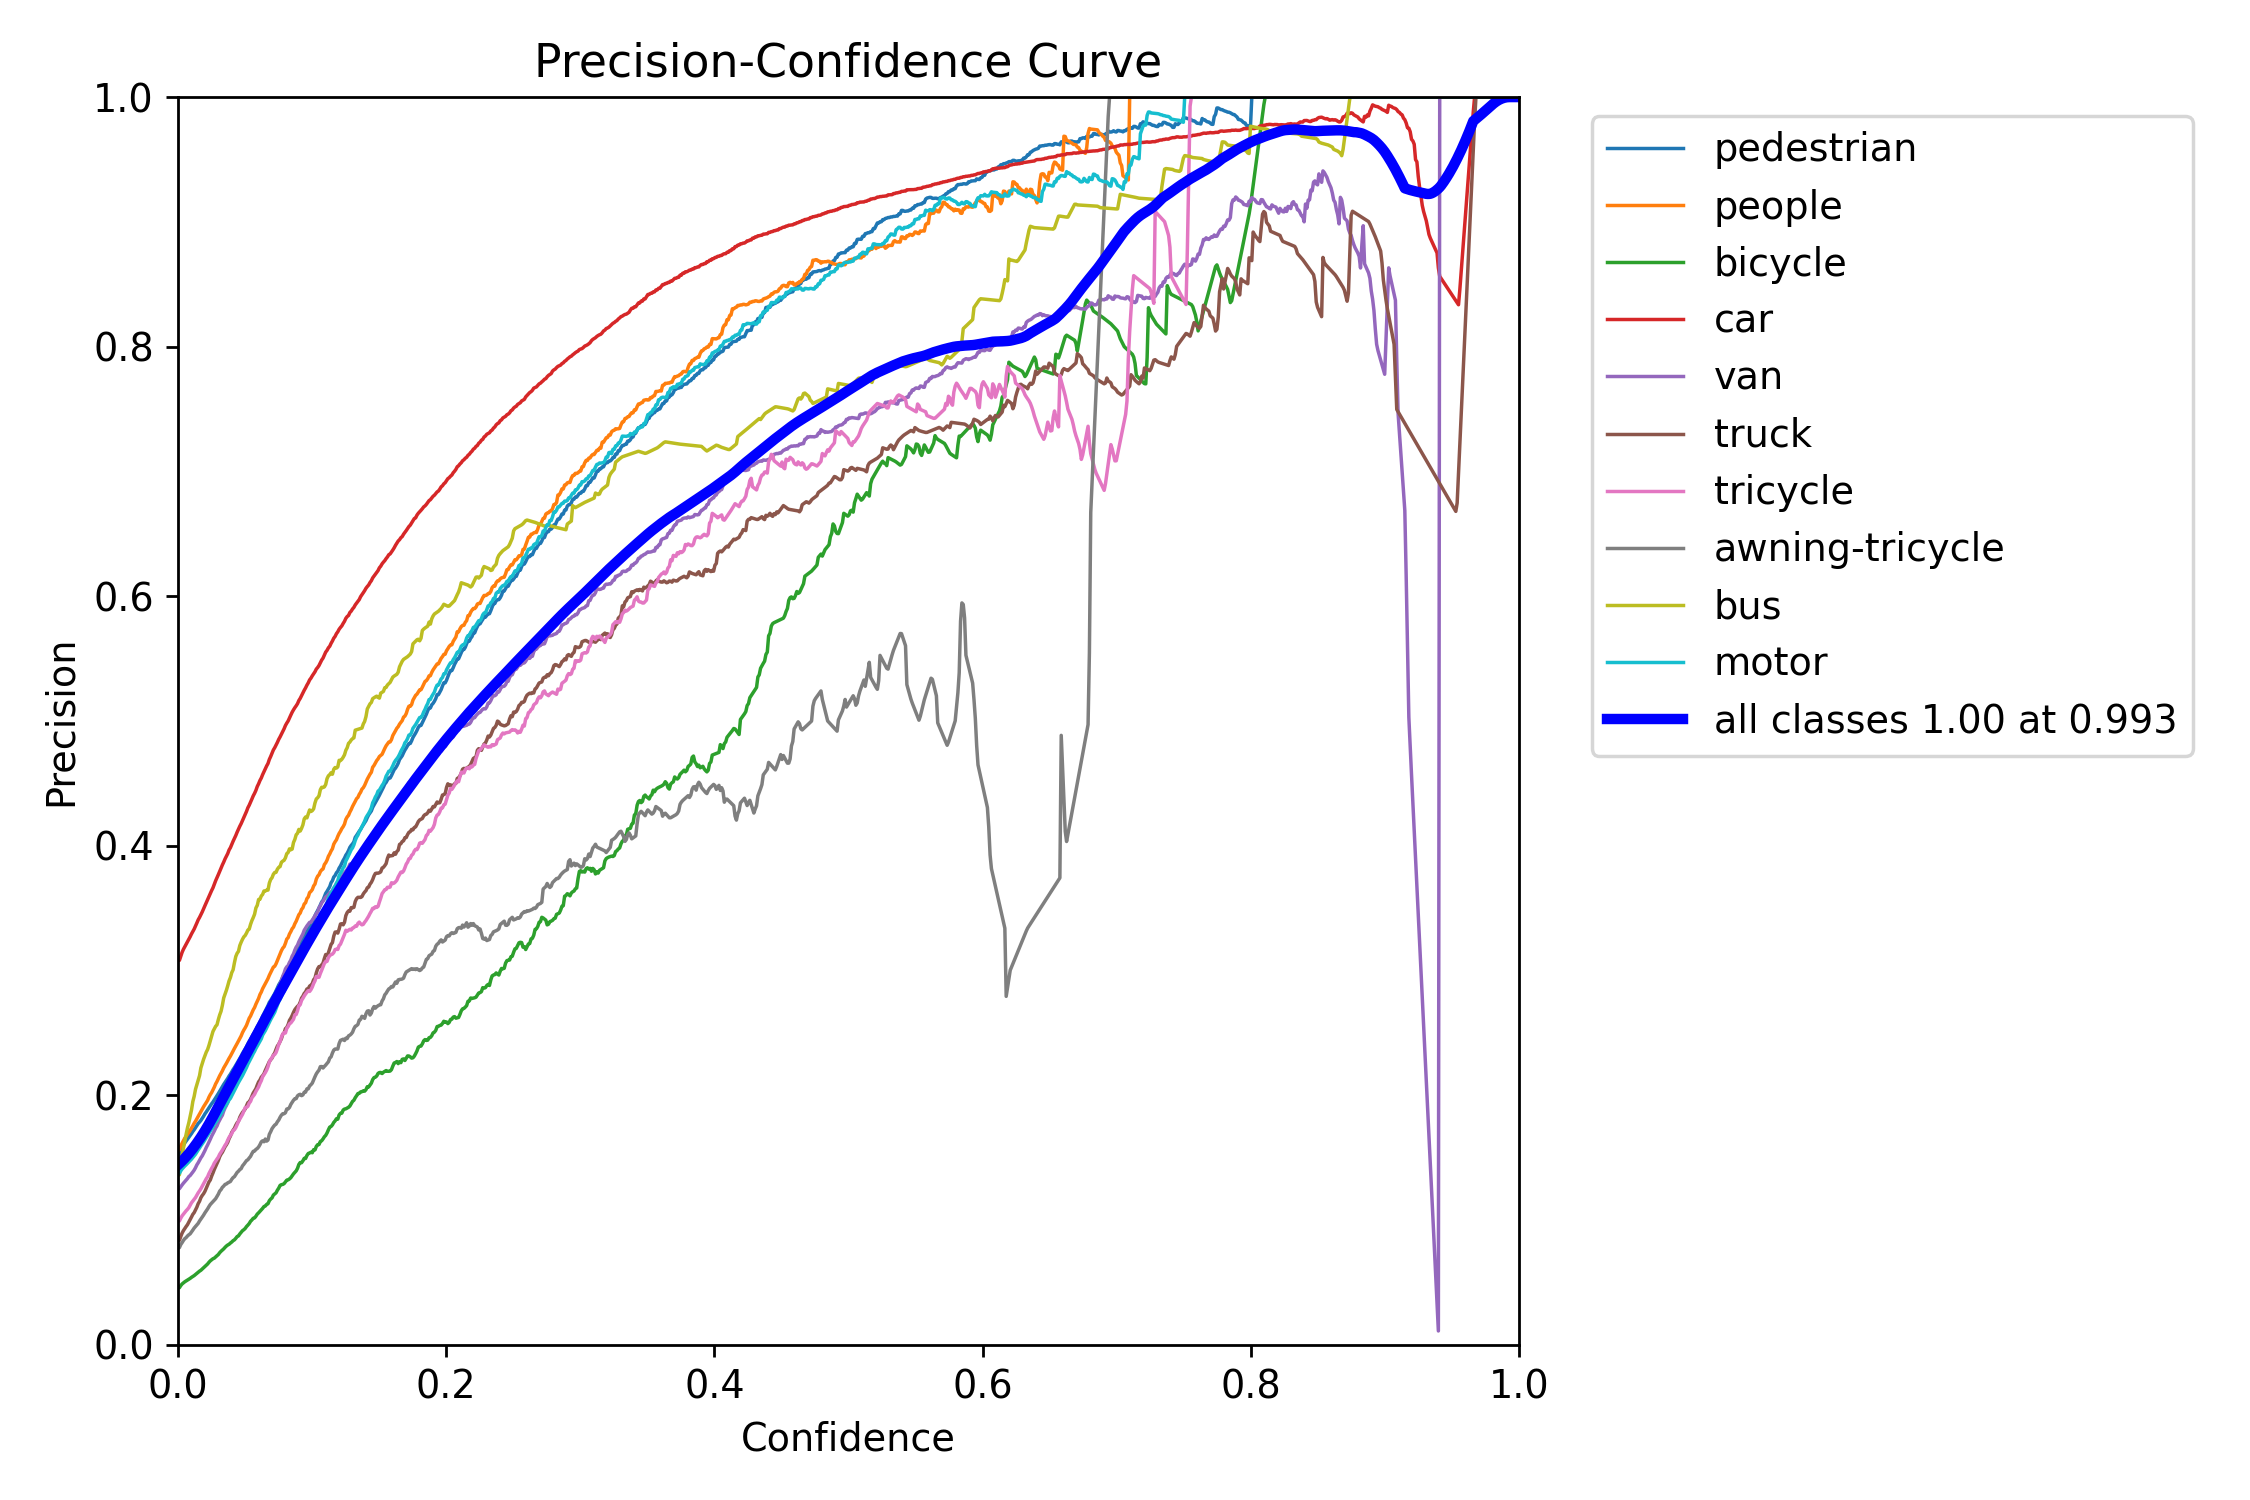 Precision-Confidence Curve
1.0
0.8
0.6
0.4
0.2
0.0
Precision
0.0 0.2 0.4 0.6 0.8 1.0
Confidence
pedestrian
people
bicycle
car
van
truck
tricycle
awning-tricycle
bus
motor
all classes 1.00 at 0.993